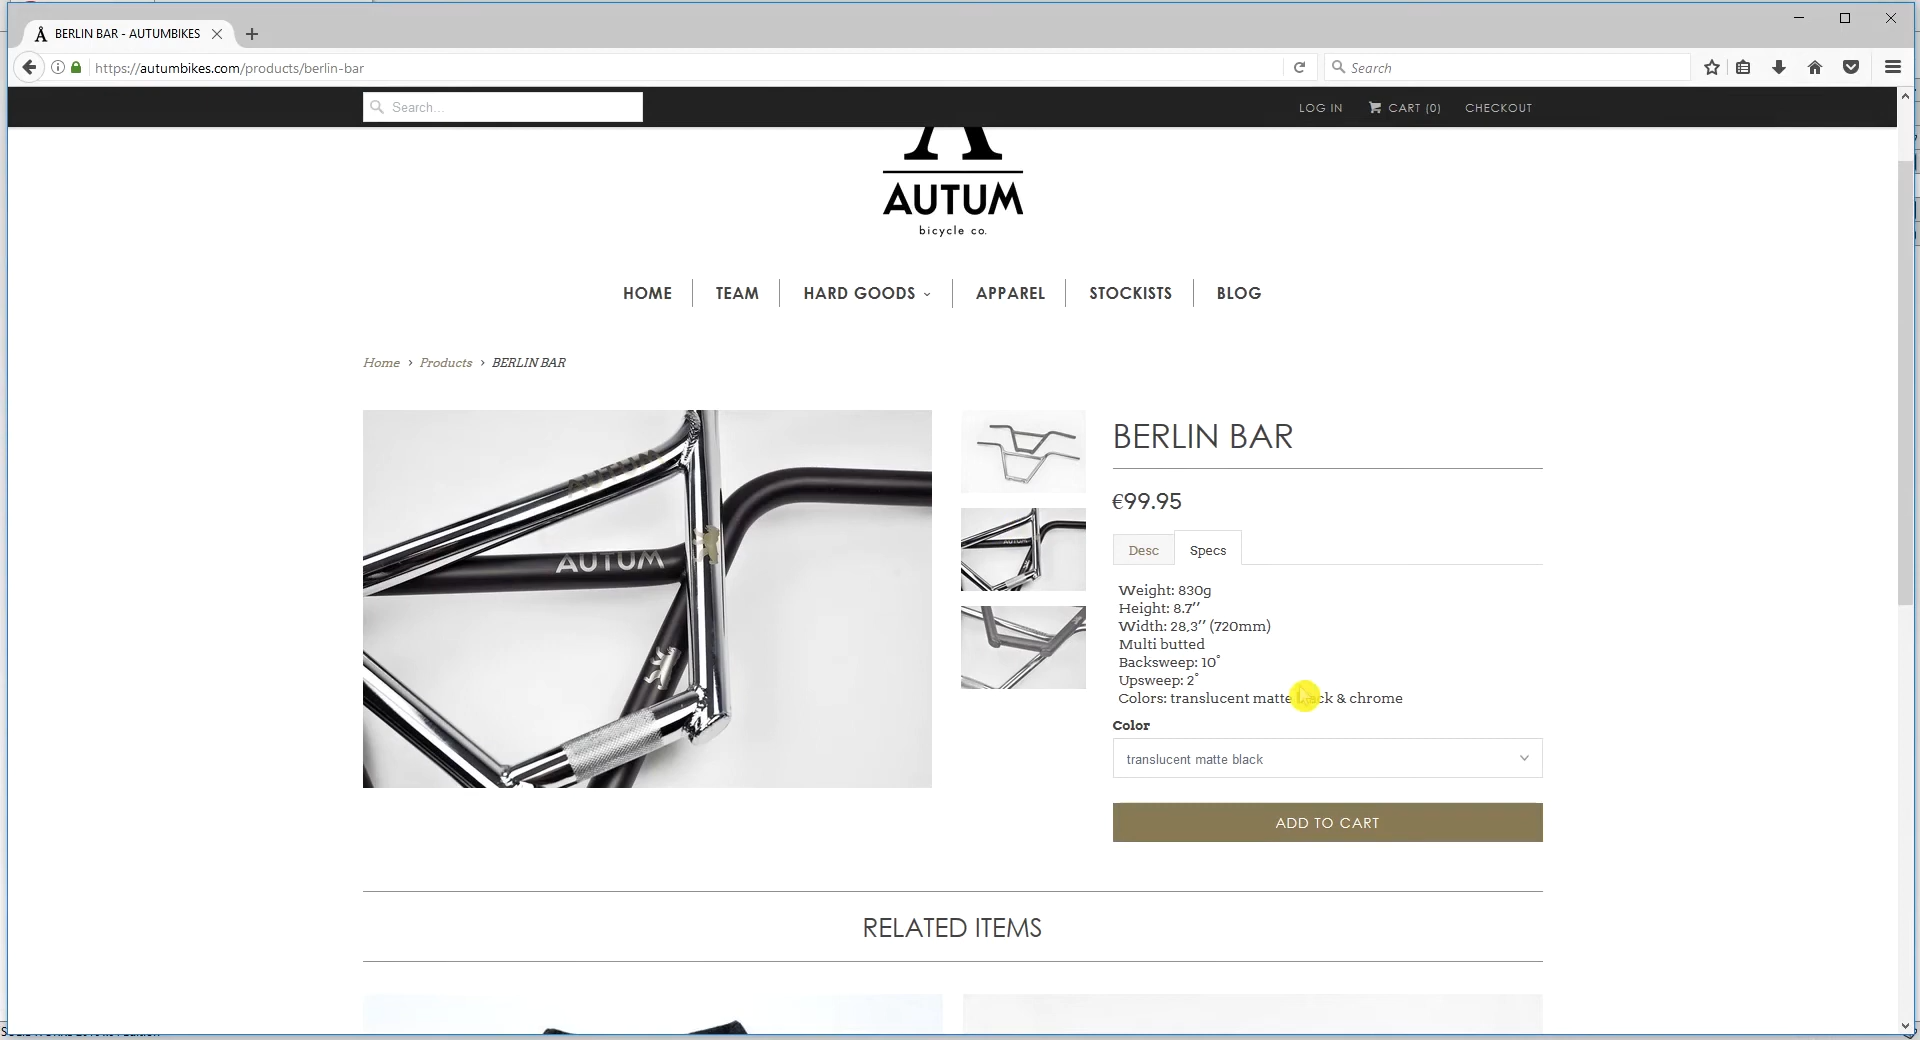 BERLIN BAR - AUTUMBIKES
https://autumbikes.com/products/berlin-bar
Search
Search...
LOG IN
CART (0)
CHECKOUT
AUTUM
bicycle co.
HOME
TEAM
HARD GOODS
APPAREL
STOCKISTS
BLOG
Home › Products › BERLIN BAR
AUTUM
AUTUM
BERLIN BAR
€99.95
Desc
Specs
Weight: 830g
Height: 8.7’’
Width: 28,3’’ (720mm)
Multi butted
Backsweep: 10°
Upsweep: 2°
Colors: translucent matte black & chrome
Color
translucent matte black
ADD TO CART
RELATED ITEMS